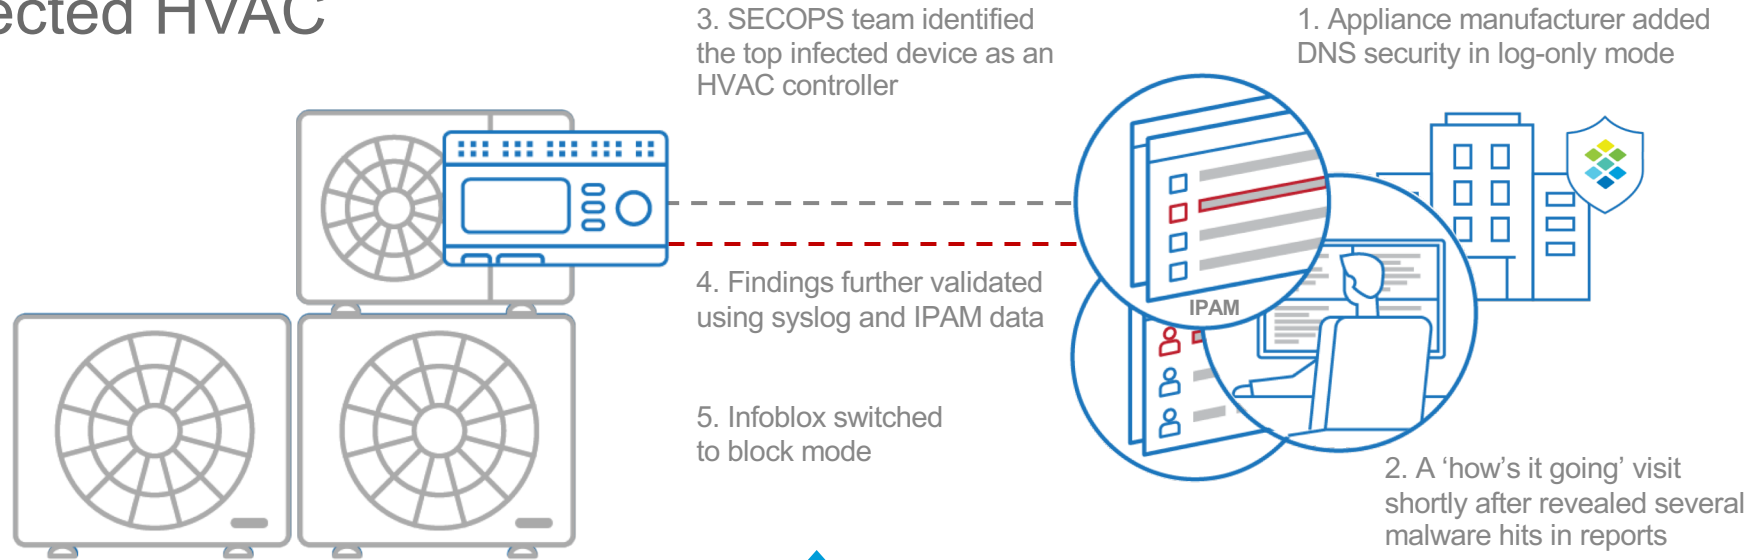 ected HVAC
3. SECOPS team identified
the top infected device as an
HVAC controller
1. Appliance manufacturer added
DNS security in log-only mode
IPAM
4. Findings further validated
using syslog and IPAM data
5. Infoblox switched
to block mode
2. A ‘how’s it going’ visit
shortly after revealed several
malware hits in reports